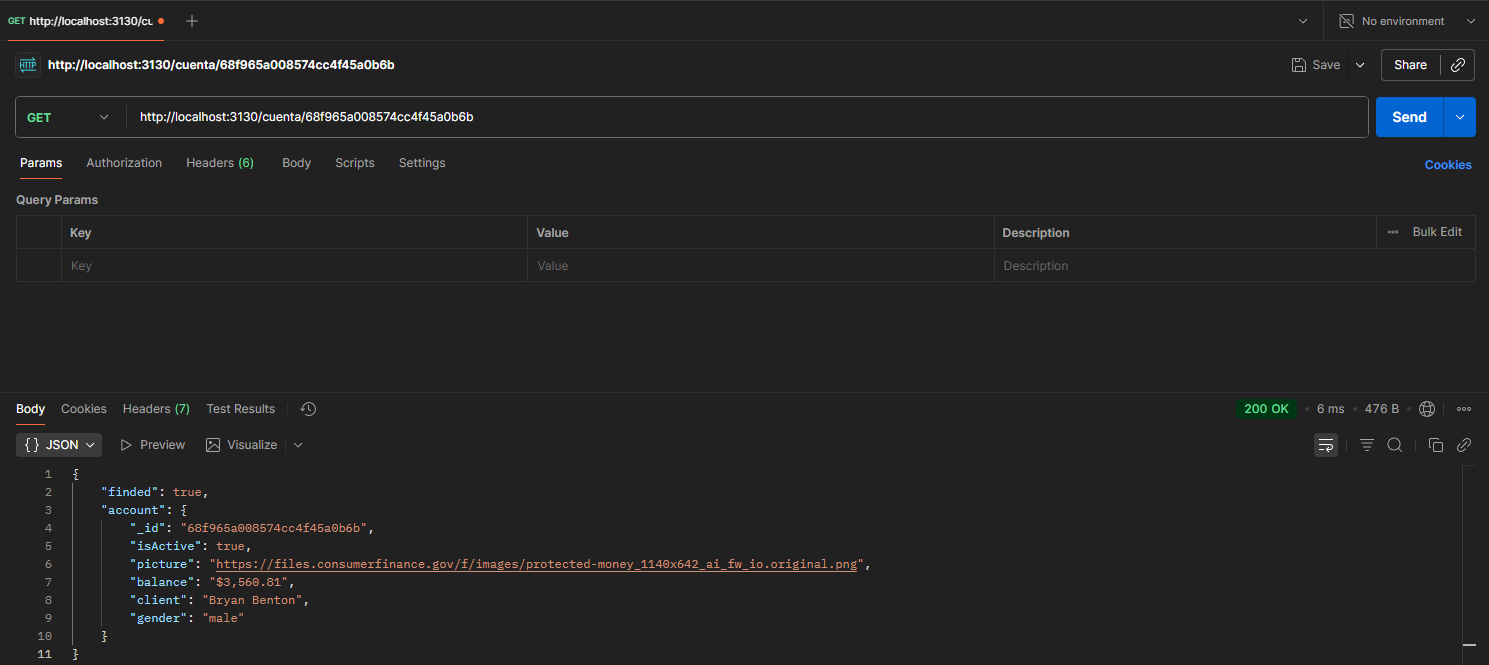 GET http://localhost:3130/cu
No environment
HTTP http://localhost:3130/cuenta/68f965a008574cc4f45a0b6b
Save
Share
GET
http://localhost:3130/cuenta/68f965a008574cc4f45a0b6b
Send
Params Authorization Headers (6) Body Scripts Settings
Cookies
Query Params
Key Value Description Bulk Edit
Key Value Description
Body Cookies Headers (7) Test Results
200 OK • 6 ms • 476 B •
{} JSON Preview Visualize
1 {
2 "finded": true,
3 "account": {
4 "_id": "68f965a008574cc4f45a0b6b",
5 "isActive": true,
6 "picture": "https://files.consumerfinance.gov/f/images/protected-money_1140x642_ai_fw_io.original.png",
7 "balance": "$3,560.81",
8 "client": "Bryan Benton",
9 "gender": "male"
10 }
11 }